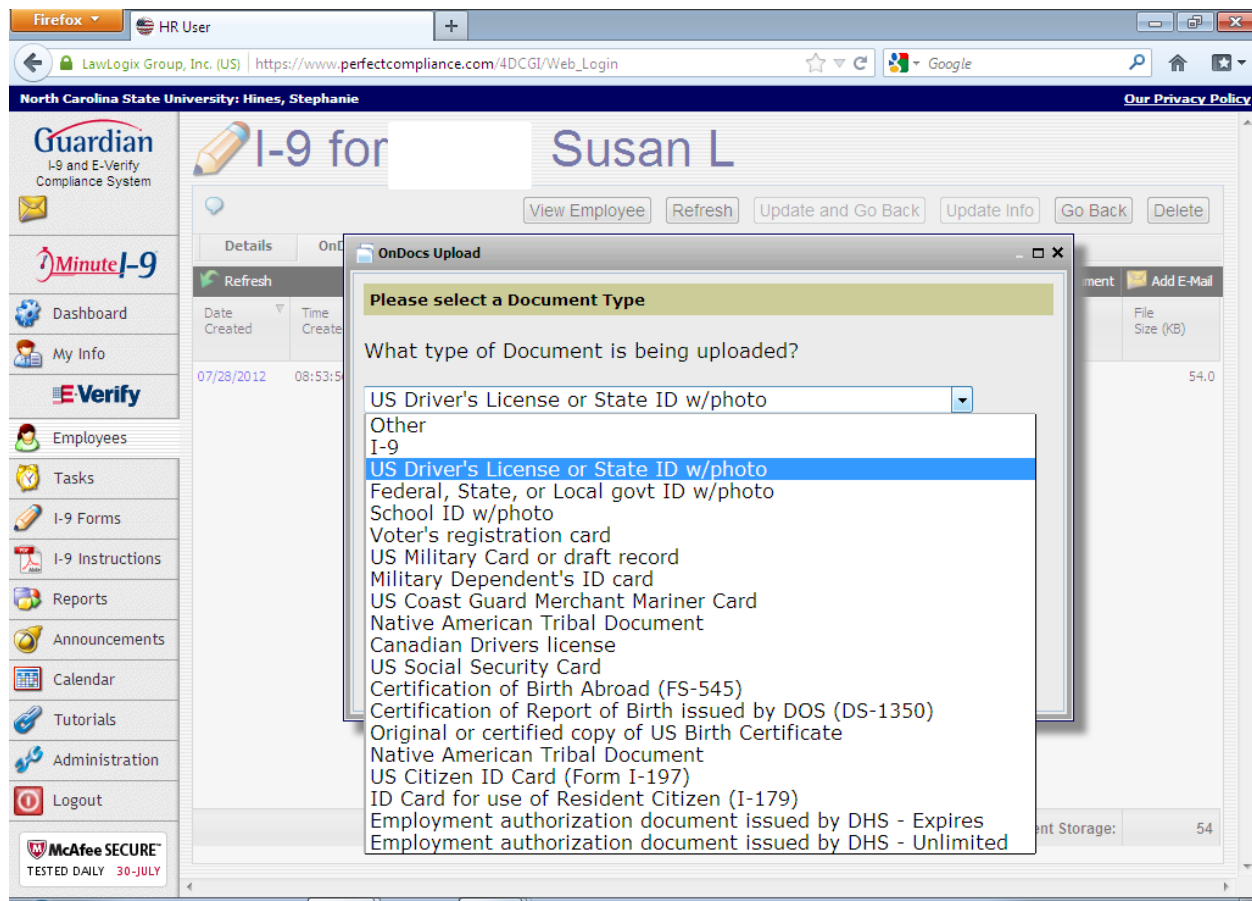 Firefox
HR User
LawLogix Group, Inc. (US) https://www.perfectcompliance.com/4DCGI/Web_Login
Google
North Carolina State University: Hines, Stephanie
Our Privacy Policy
Guardian
I-9 and E-Verify
Compliance System
I-9 for Susan L
View Employee Refresh Update and Go Back Update Info Go Back Delete
Details
Minute I-9
Refresh
Add E-Mail
Date Created
Time
File Size (KB)
07/28/2012 08:53:5
54.0
OnDocs Upload
Please select a Document Type
What type of Document is being uploaded?
US Driver's License or State ID w/photo
Other
I-9
US Driver's License or State ID w/photo
Federal, State, or Local govt ID w/photo
School ID w/photo
Voter's registration card
US Military Card or draft record
Military Dependent's ID card
US Coast Guard Merchant Mariner Card
Native American Tribal Document
Canadian Drivers license
US Social Security Card
Certification of Birth Abroad (FS-545)
Certification of Report of Birth issued by DOS (DS-1350)
Original or certified copy of US Birth Certificate
Native American Tribal Document
US Citizen ID Card (Form I-197)
ID Card for use of Resident Citizen (I-179)
Employment authorization document issued by DHS - Expires
Employment authorization document issued by DHS - Unlimited
Storage: 54
Dashboard
My Info
E-Verify
Employees
Tasks
I-9 Forms
I-9 Instructions
Reports
Announcements
Calendar
Tutorials
Administration
Logout
McAfee SECURE™
TESTED DAILY 30-JULY